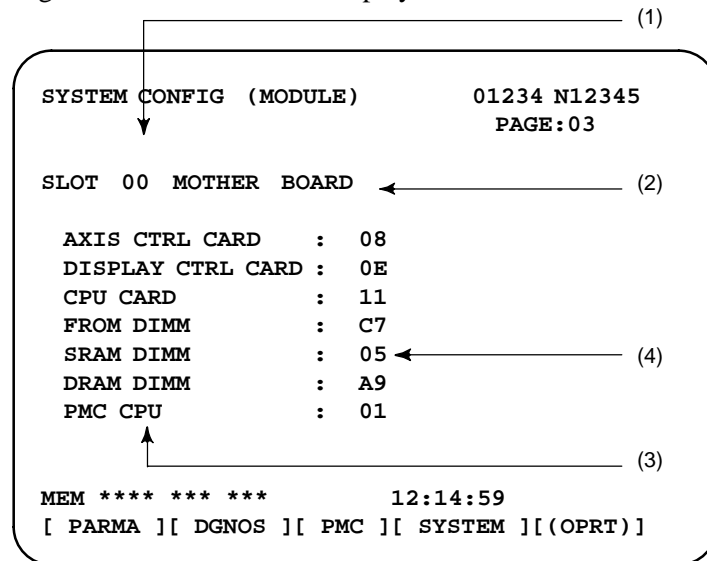 (1)
SYSTEM CONFIG (MODULE) 01234 N12345
PAGE:03
SLOT 00 MOTHER BOARD (2)
AXIS CTRL CARD : 08
DISPLAY CTRL CARD : 0E
CPU CARD : 11
FROM DIMM : C7
SRAM DIMM : 05 (4)
DRAM DIMM : A9
PMC CPU : 01
(3)
MEM **** *** *** 12:14:59
[ PARMA ][ DGNOS ][ PMC ][ SYSTEM ][(OPRT)]